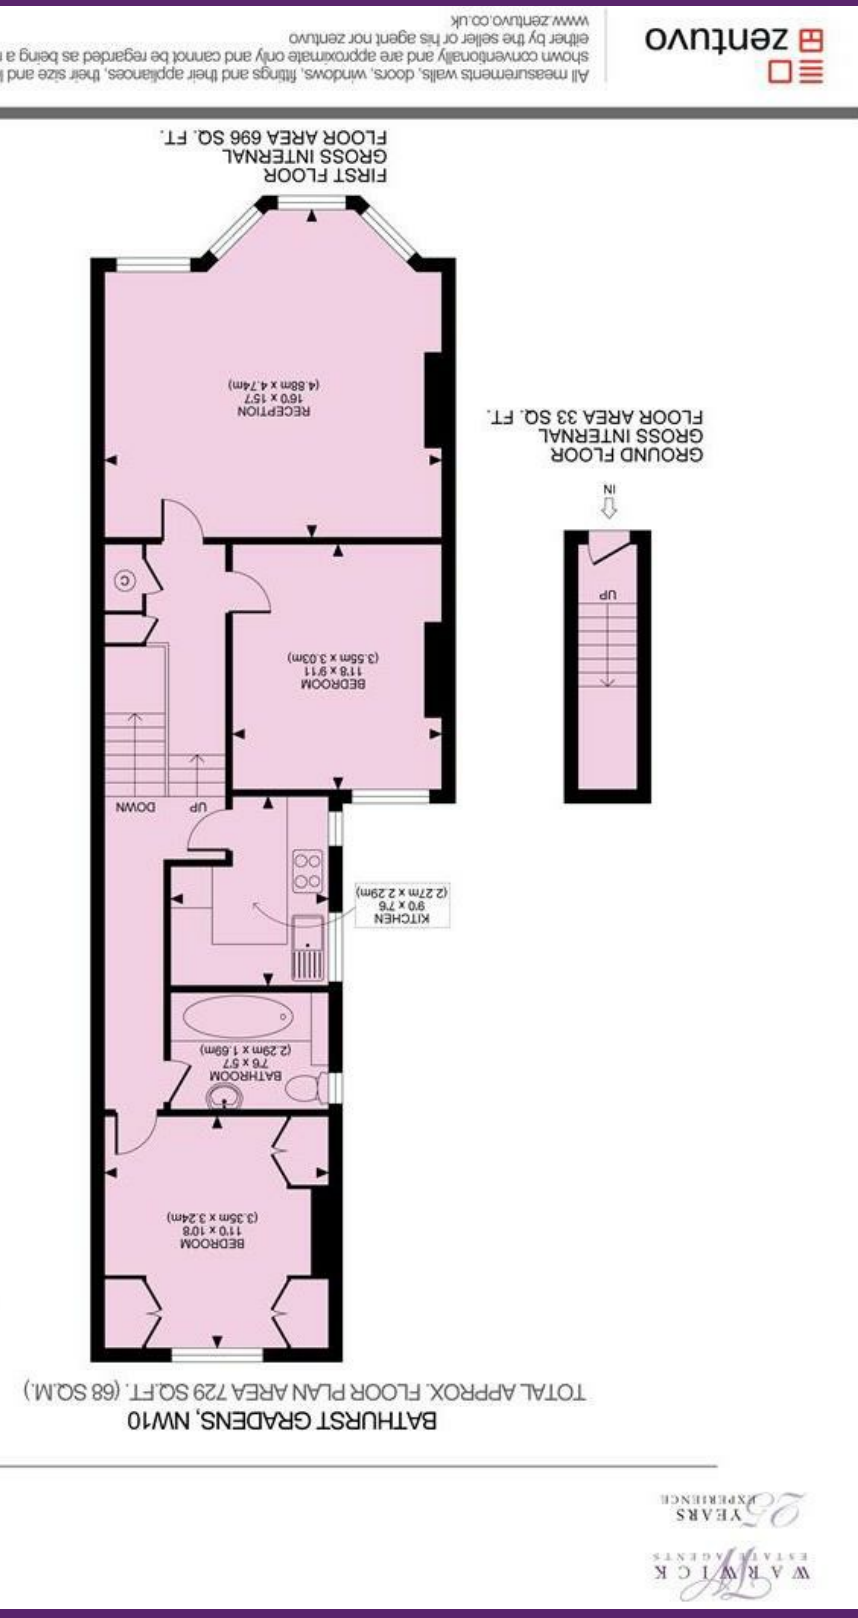 WARWICK
ESTATE AGENTS
25 YEARS
EXPERIENCE
BATHURST GRADENS, NW10
TOTAL APPROX. FLOOR PLAN AREA 729 SQ.FT. (68 SQ.M.)
BEDROOM
11'0 x 10'8
(3.35m x 3.24m)
BATHROOM
7'6 x 5'7
(2.29m x 1.69m)
KITCHEN
9'0 x 7'6
(2.27m x 2.29m)
UP
DOWN
BEDROOM
11'8 x 9'11
(3.55m x 3.03m)
C
UP
IN
GROUND FLOOR
GROSS INTERNAL
FLOOR AREA 33 SQ. FT.
RECEPTION
16'0 x 15'7
(4.88m x 4.74m)
FIRST FLOOR
GROSS INTERNAL
FLOOR AREA 696 SQ. FT.
zentuvo
All measurements walls, doors, windows, fittings and their appliances, their size and
shown conventionally and are approximate only and cannot be regarded as being a
either by the seller or his agent nor zentuvo
www.zentuvo.co.uk